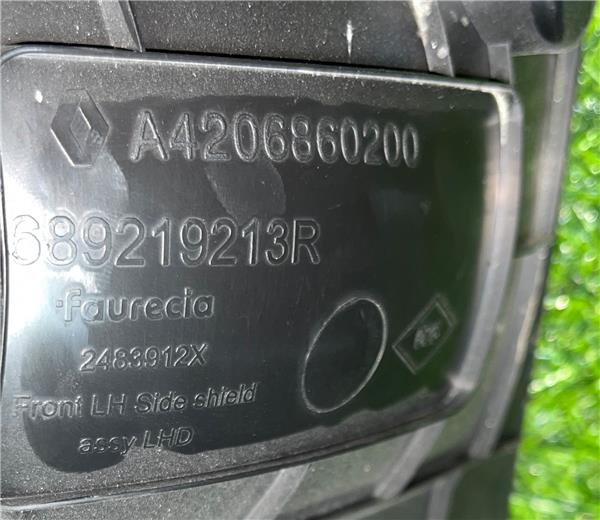 A4206860200
689219213R
faurecia
2483912X
Front LH Side shield
assy LHD